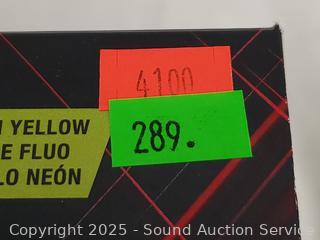 4100
289.
YELLOW
E FLUO
LO NEÓN
Copyright © 2025 - Sound Auction Service